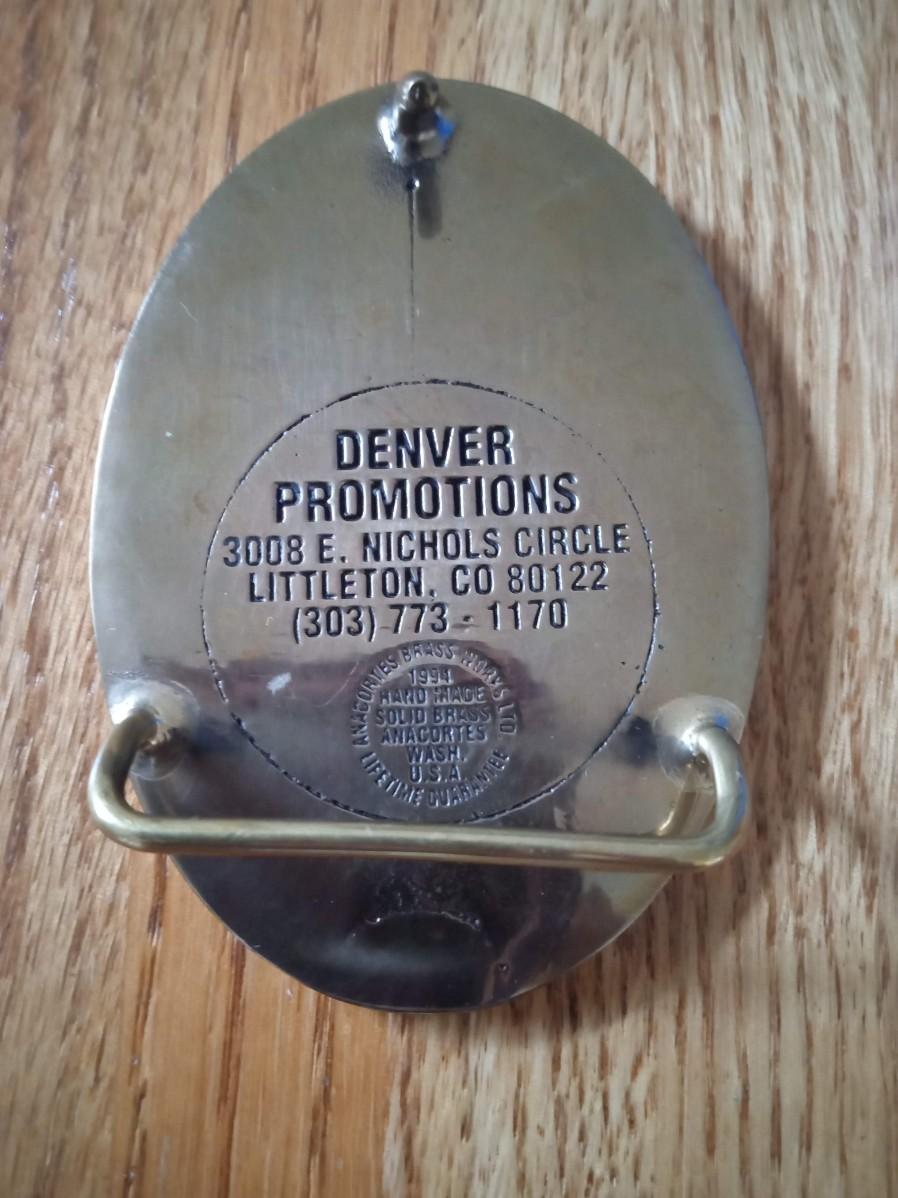 DENVER
PROMOTIONS
3008 E. NICHOLS CIRCLE
LITTLETON, CO 80122
(303) 773 - 1170
ANACORTES BRASS WORKS LTD.
1994
HAND MADE
SOLID BRASS
ANACORTES
WASH.
U.S.A.
LIFETIME GUARANTEE